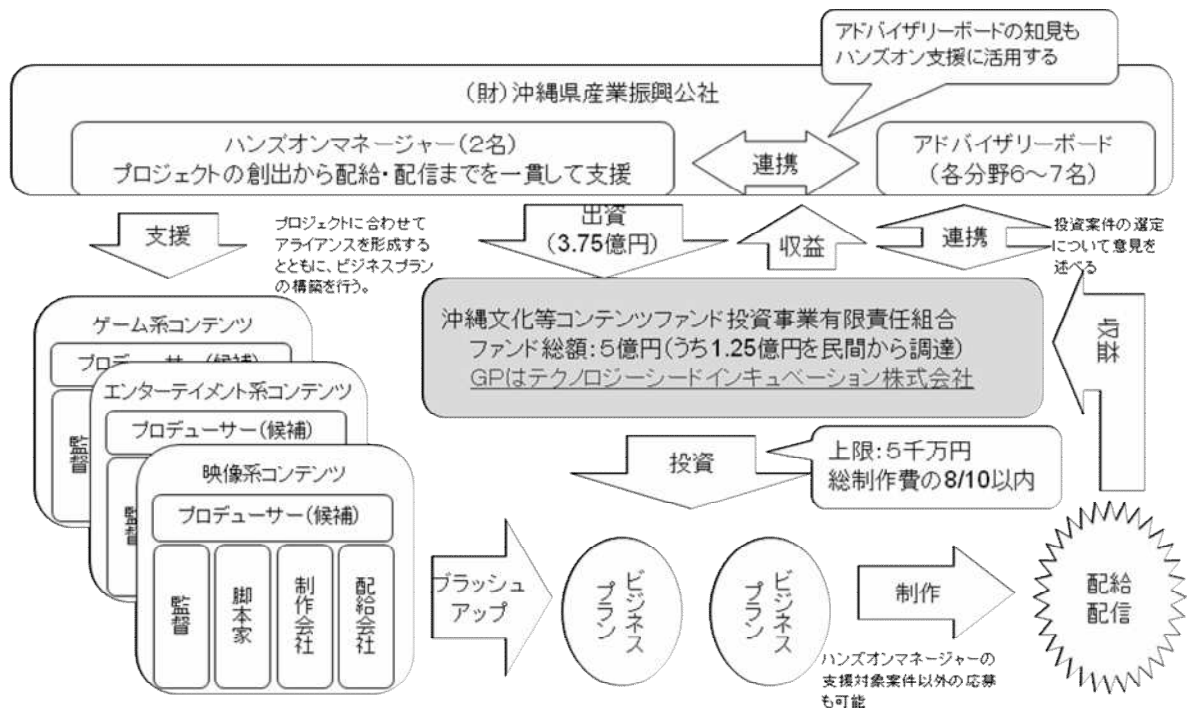 アドバイザリーボードの知見も
ハンズオン支援に活用する
(財)沖縄県産業振興公社
ハンズオンマネージャー(2名)
プロジェクトの創出から配給・配信までを一貫して支援
連携
アドバイザリーボード
(各分野6~7名)
支援
プロジェクトに合わせて
アライアンスを形成する
とともに、ビジネスプラン
の構築を行う。
出資
(3.75億円)
収益
連携
投資案件の選定
について意見を
述べる
沖縄文化等コンテンツファンド投資事業有限責任組合
ファンド総額:5億円(うち1.25億円を民間から調達)
GPはテクノロジーシードインキュベーション株式会社
収益
ゲーム系コンテンツ
プロデューサー(候補)
監督
エンターテイメント系コンテンツ
プロデューサー(候補)
監督
映像系コンテンツ
プロデューサー(候補)
監督
脚本家
制作会社
配給会社
投資
上限:5千万円
総制作費の8/10以内
ブラッシュ
アップ
ビジネス
プラン
ビジネス
プラン
制作
配給
配信
ハンズオンマネージャーの
支援対象案件以外の応募
も可能